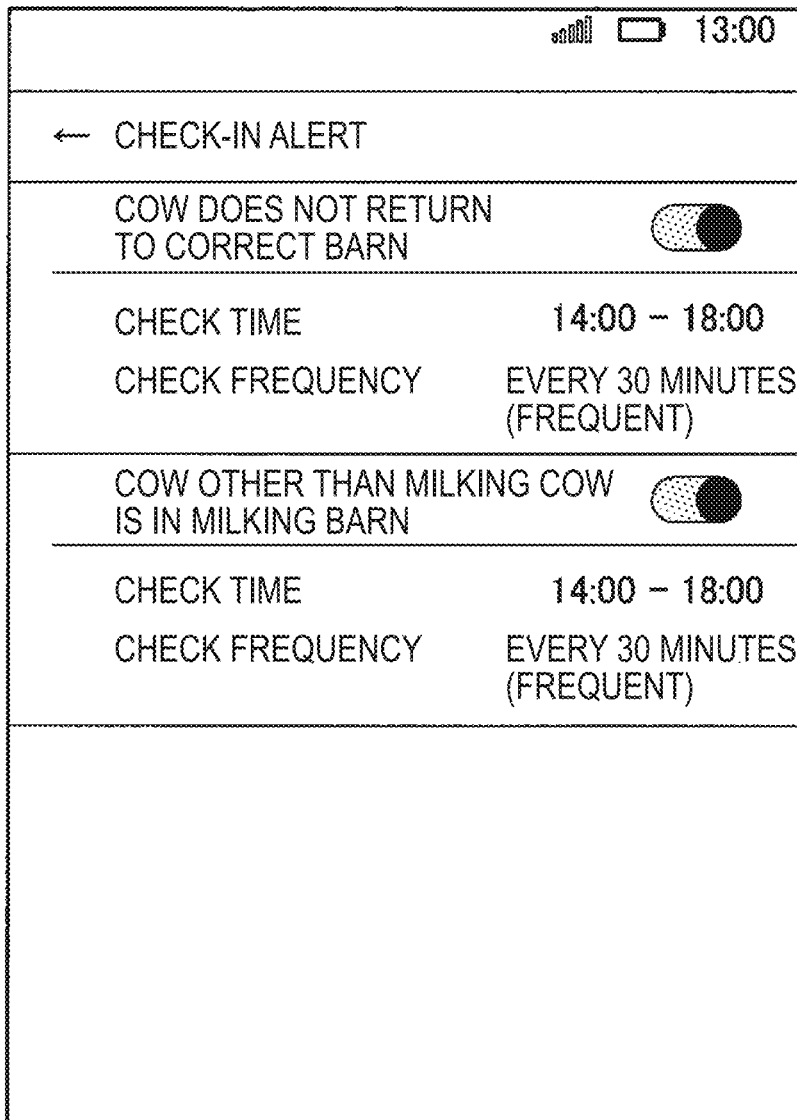 13:00
← CHECK-IN ALERT
COW DOES NOT RETURN
TO CORRECT BARN
CHECK TIME 14:00 – 18:00
CHECK FREQUENCY EVERY 30 MINUTES
(FREQUENT)
COW OTHER THAN MILKING COW
IS IN MILKING BARN
CHECK TIME 14:00 – 18:00
CHECK FREQUENCY EVERY 30 MINUTES
(FREQUENT)